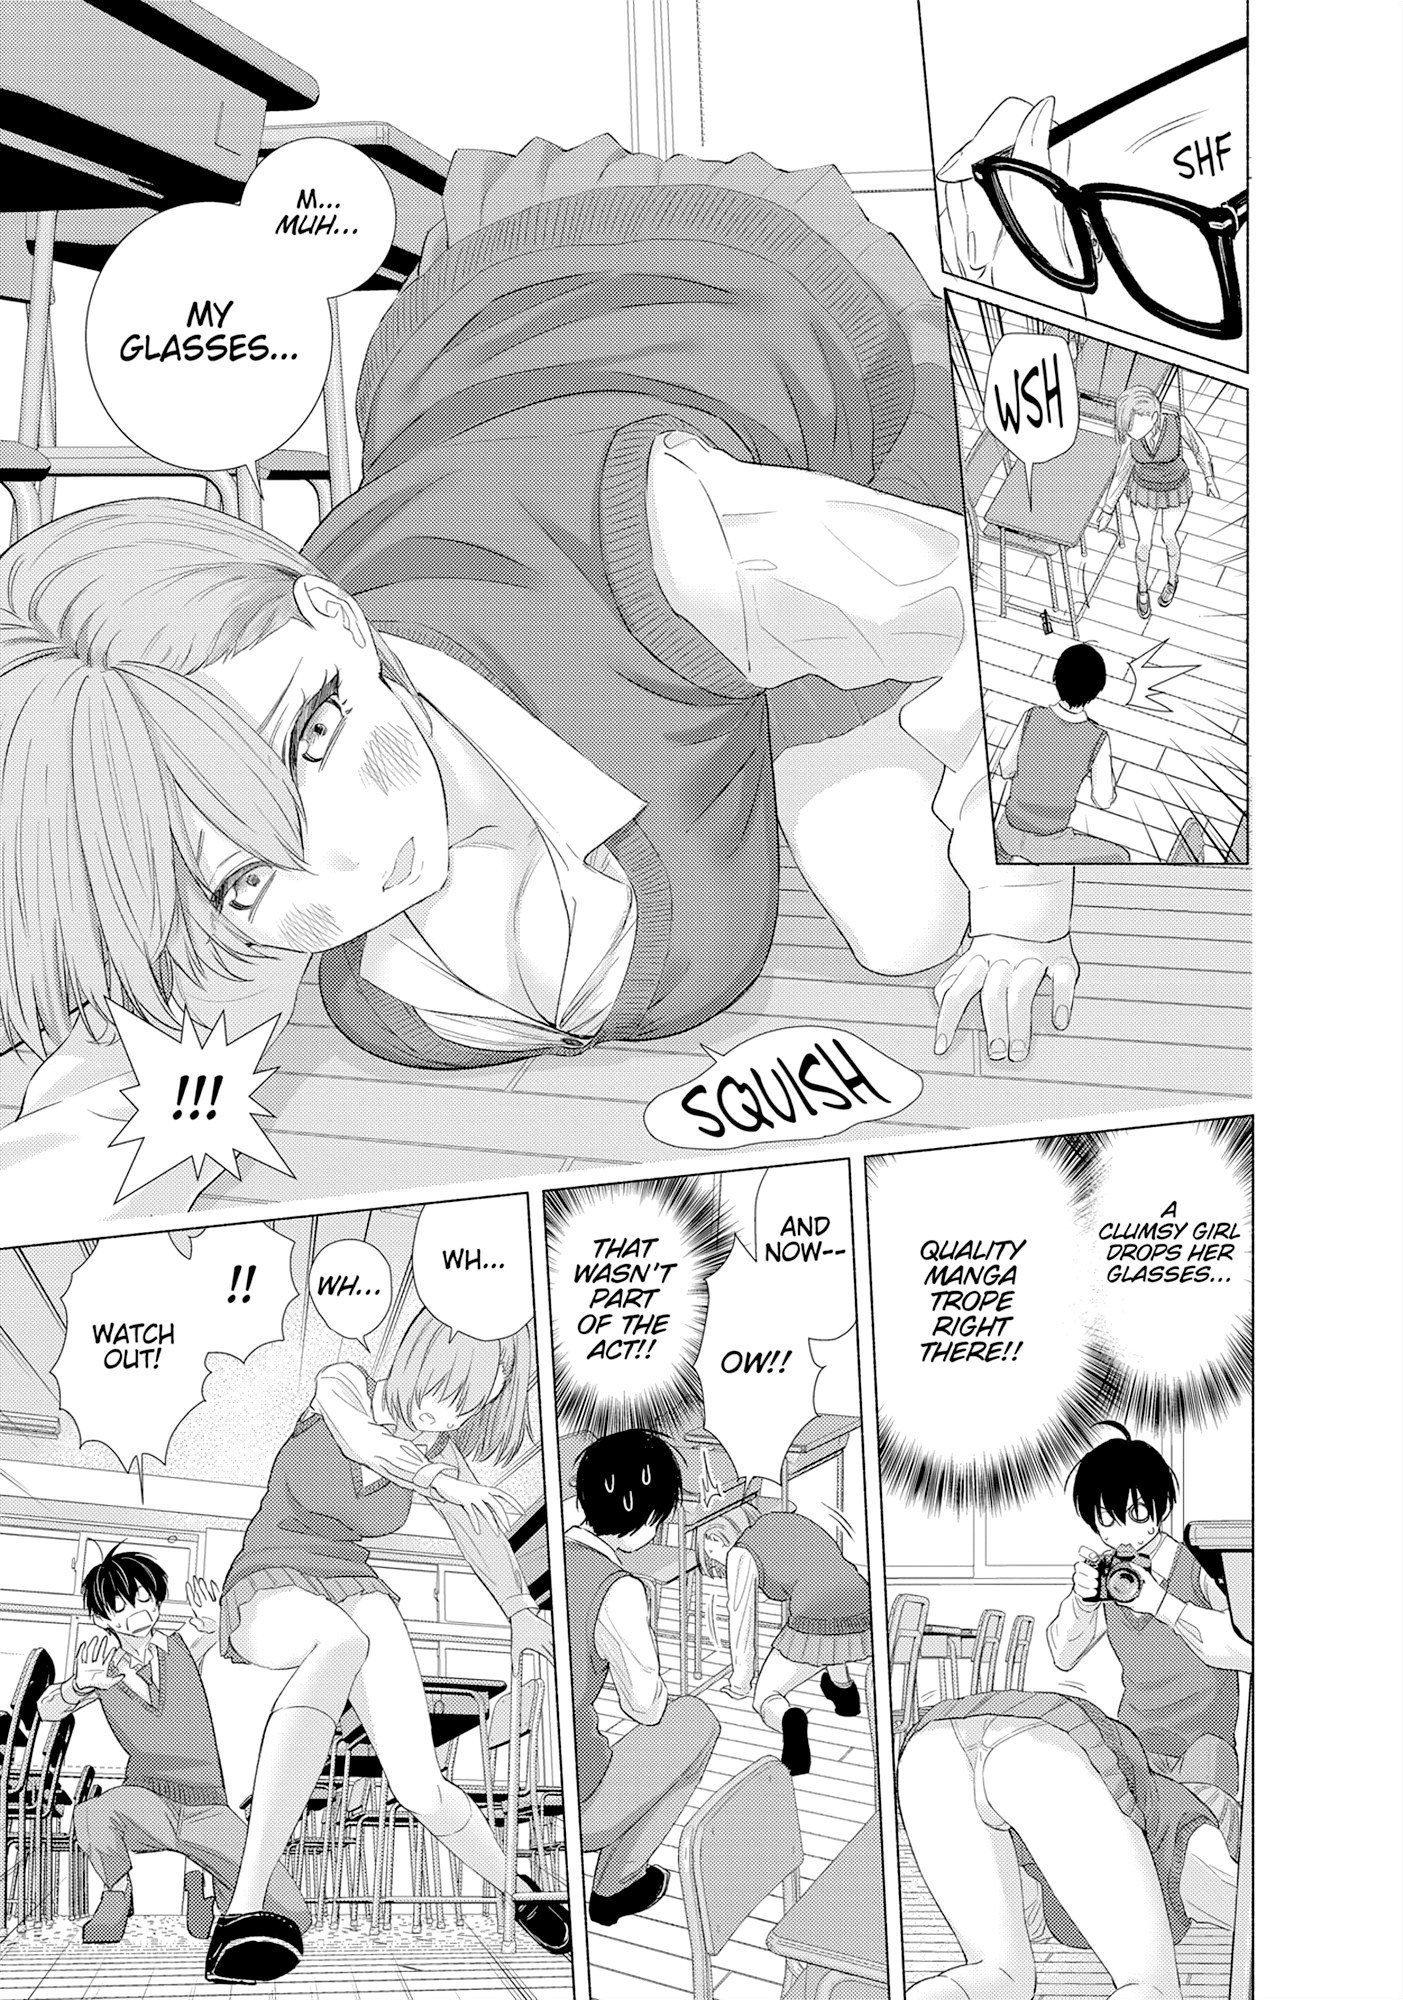 SHF
WSH
M...
MUH...
MY
GLASSES...
SQUISH
!!!
A
CLUMSY GIRL
DROPS HER
GLASSES...
QUALITY
MANGA
TROPE
RIGHT
THERE!!
AND
NOW--
OW!!
THAT
WASN'T
PART
OF THE
ACT!!
WH...
WH...
!!
WATCH
OUT!